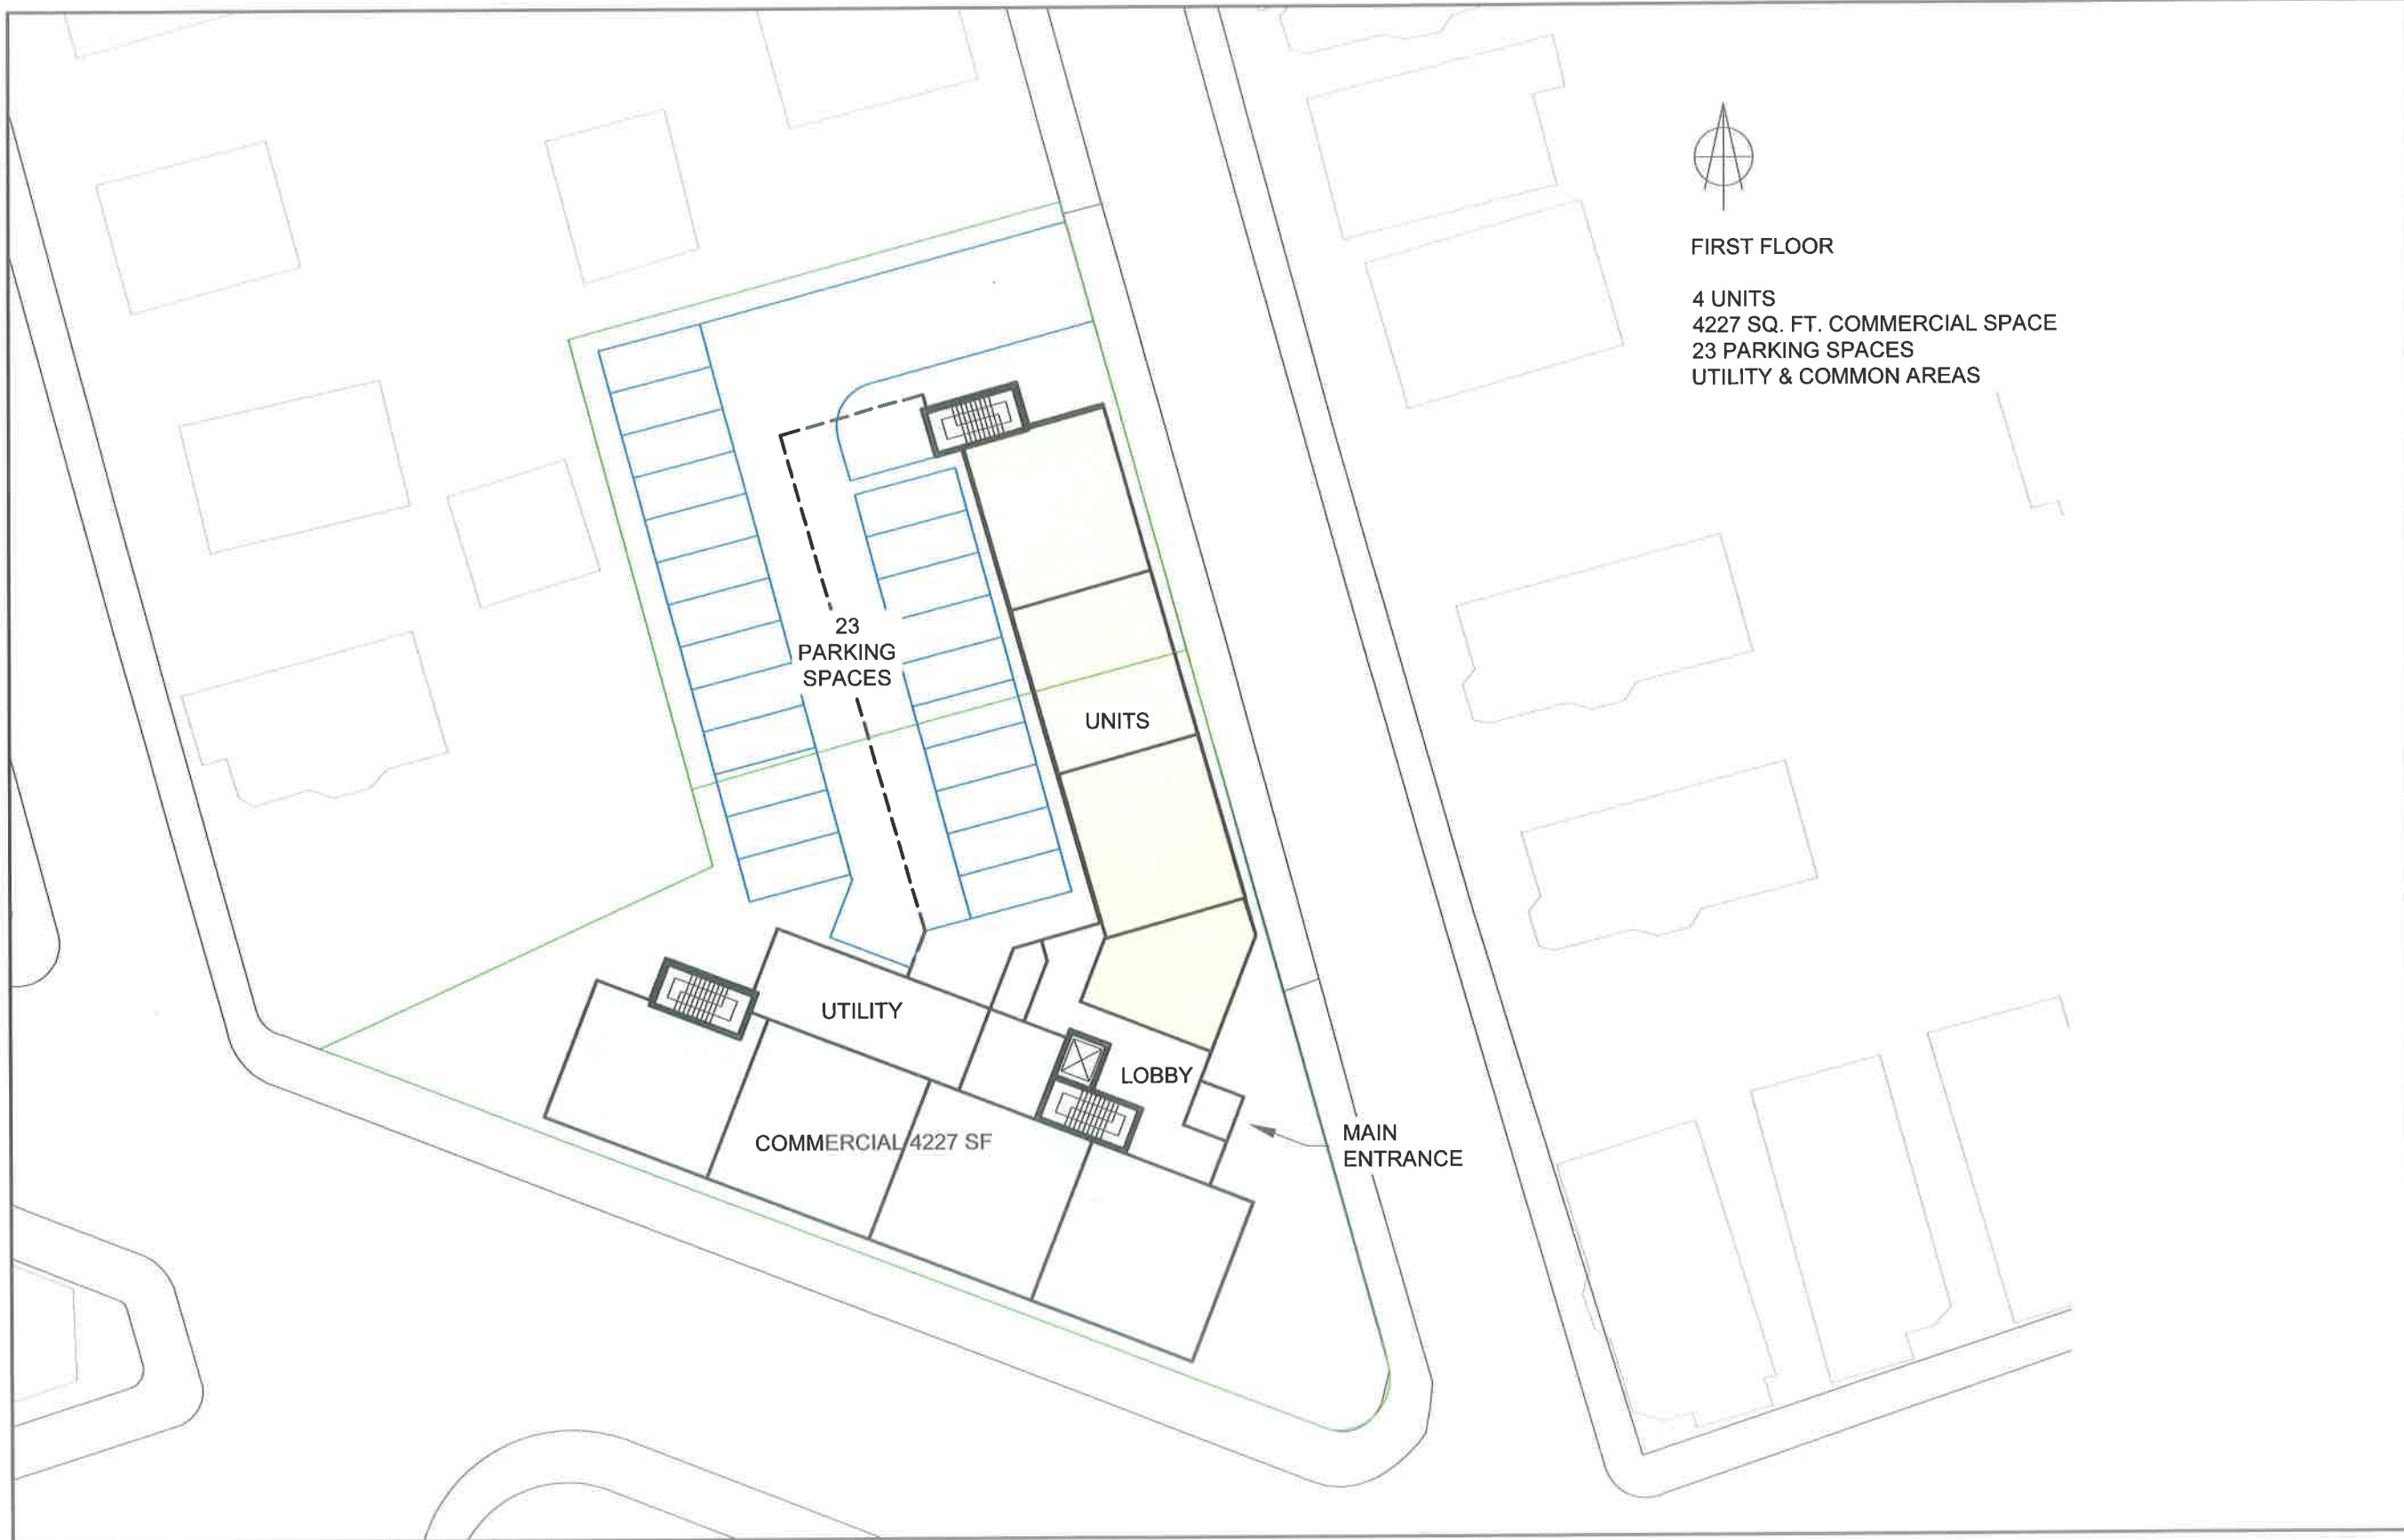 FIRST FLOOR
4 UNITS
4227 SQ. FT. COMMERCIAL SPACE
23 PARKING SPACES
UTILITY & COMMON AREAS
23
PARKING
SPACES
UNITS
UTILITY
LOBBY
COMMERCIAL 4227 SF
MAIN
ENTRANCE